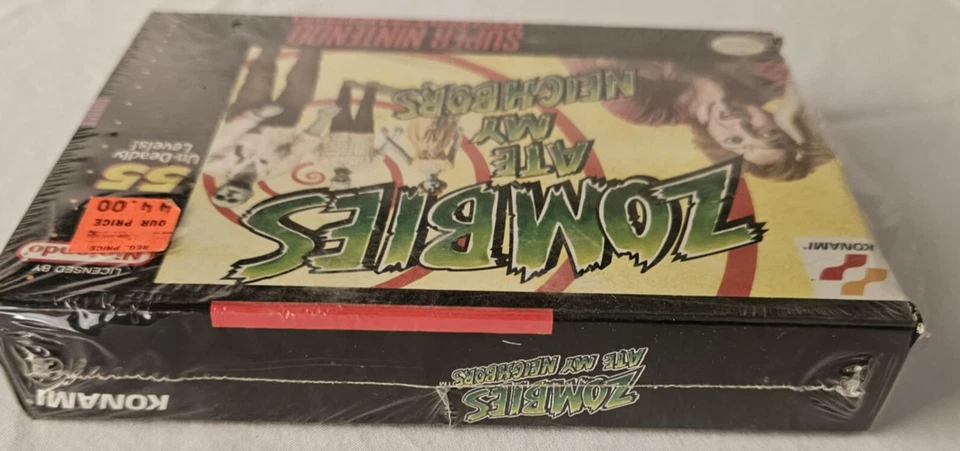 SUPER NINTENDO
ZOMBIES
ATE
MY
NEIGHBORS
KONAMI
55
Un-Deadly
Levels!
REG. PRICE
OUR PRICE
44.00
LICENSED BY
Nintendo
ZOMBIES
ATE MY NEIGHBORS
KONAMI